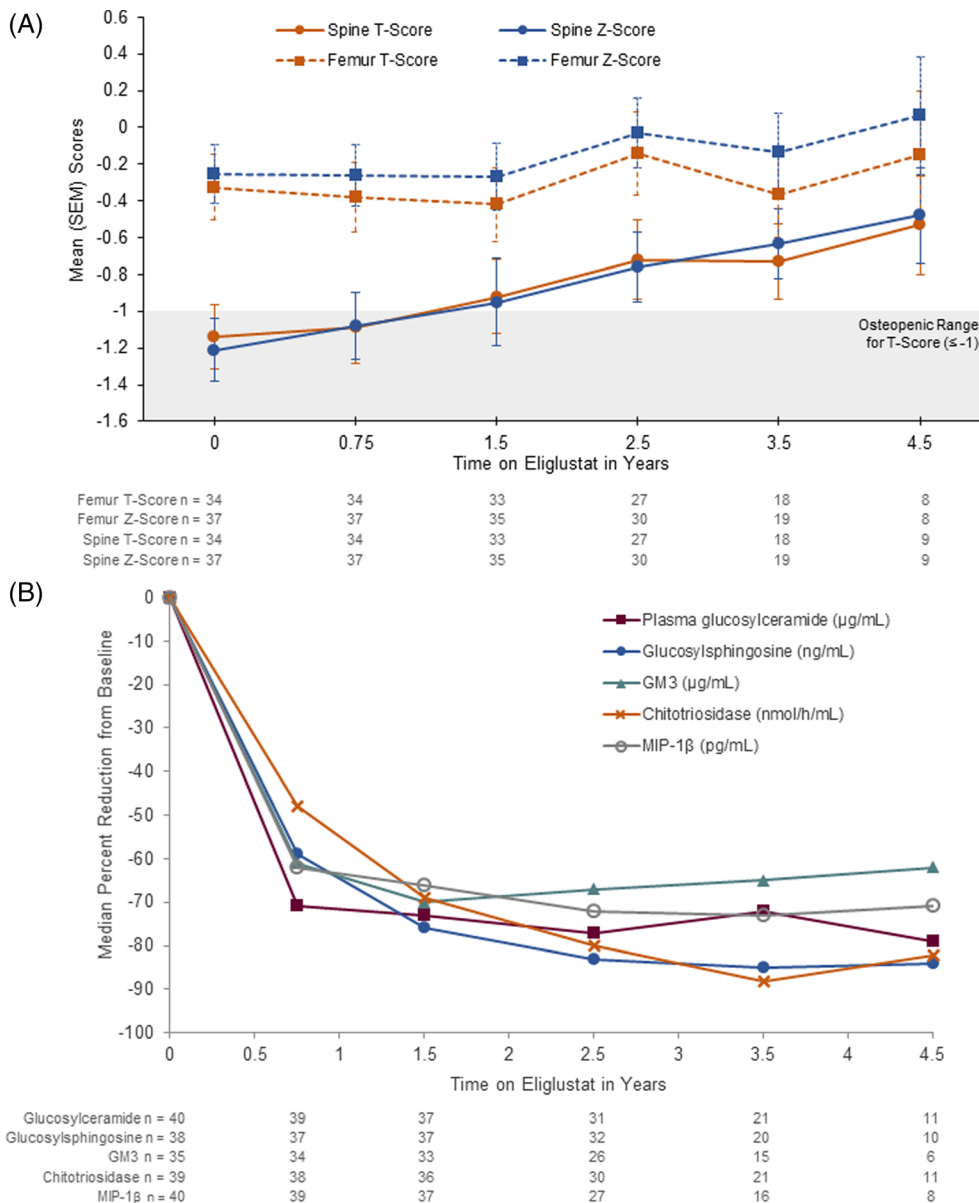 (A)
Spine T-Score
Spine Z-Score
Femur T-Score
Femur Z-Score
Mean (SEM) Scores
0.6
0.4
0.2
0
-0.2
-0.4
-0.6
-0.8
-1
-1.2
-1.4
-1.6
Osteopenic Range
for T-Score (≤ -1)
0 0.75 1.5 2.5 3.5 4.5
Time on Eliglustat in Years
Femur T-Score n = 34 34 33 27 18 8
Femur Z-Score n = 37 37 35 30 19 8
Spine T-Score n = 34 34 33 27 18 9
Spine Z-Score n = 37 37 35 30 19 9
(B)
Plasma glucosylceramide (µg/mL)
Glucosylsphingosine (ng/mL)
GM3 (µg/mL)
Chitotriosidase (nmol/h/mL)
MIP-1β (pg/mL)
Median Percent Reduction from Baseline
0
-10
-20
-30
-40
-50
-60
-70
-80
-90
-100
0 0.5 1 1.5 2 2.5 3 3.5 4 4.5
Time on Eliglustat in Years
Glucosylceramide n = 40 39 37 31 21 11
Glucosylsphingosine n = 38 37 37 32 20 10
GM3 n = 35 34 33 26 15 6
Chitotriosidase n = 39 38 36 30 21 11
MIP-1β n = 40 39 37 27 16 8